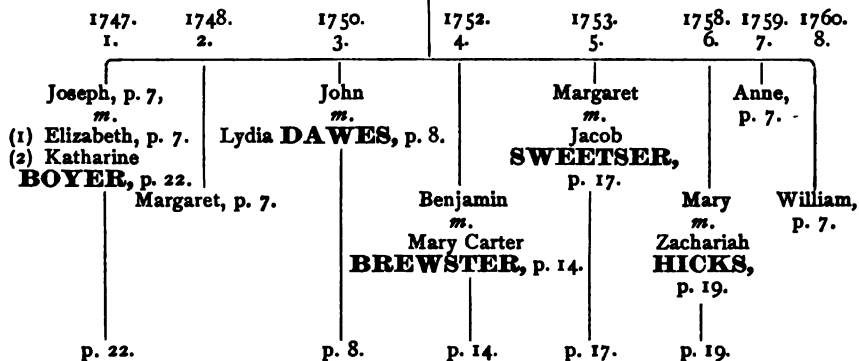 1747. 1748. 1750. 1752. 1753. 1758. 1759. 1760.
1. 2. 3. 4. 5. 6. 7. 8.
Joseph, p. 7,
m.
(1) Elizabeth, p. 7.
(2) Katharine
BOYER, p. 22.
Margaret, p. 7.
John
m.
Lydia DAWES, p. 8.
Benjamin
m.
Mary Carter
BREWSTER, p. 14.
Margaret
m.
Jacob
SWEETSER,
p. 17.
Mary
m.
Zachariah
HICKS,
p. 19.
Anne,
p. 7.
William,
p. 7.
p. 22. p. 8. p. 14. p. 17. p. 19.